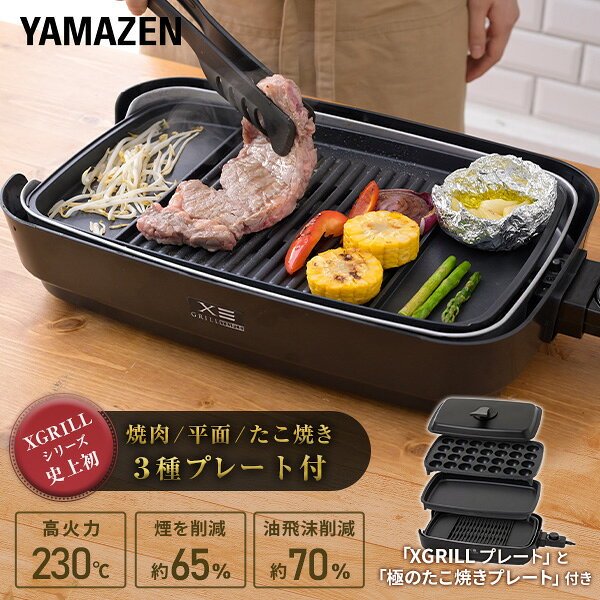 YAMAZEN
XΞ
GRILL
XGRILL
シリーズ
史上初
焼肉/平面/たこ焼き
3種プレート付
高火力
230℃
煙を削減
約65%
油飛沫削減
約70%
「XGRILLプレート」と
「極のたこ焼きプレート」付き